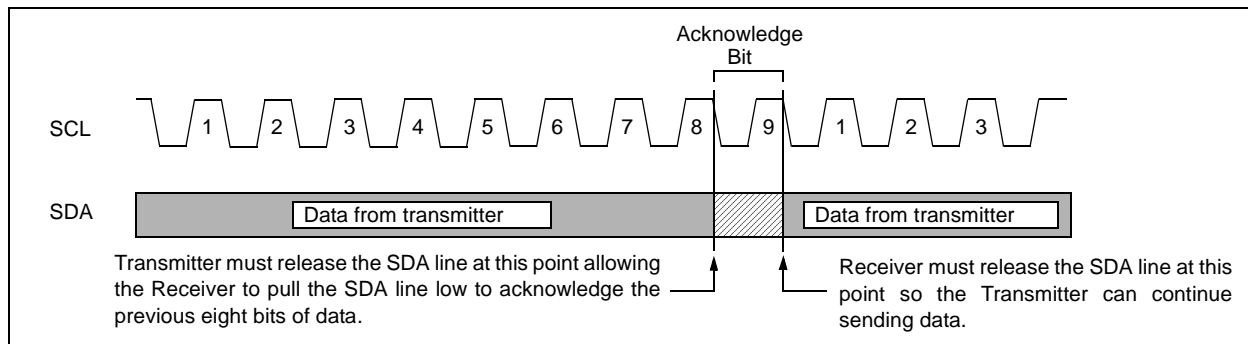 Acknowledge
Bit
SCL
1 2 3 4 5 6 7 8 9 1 2 3
SDA
Data from transmitter
Data from transmitter
Transmitter must release the SDA line at this point allowing
the Receiver to pull the SDA line low to acknowledge the
previous eight bits of data.
Receiver must release the SDA line at this
point so the Transmitter can continue
sending data.